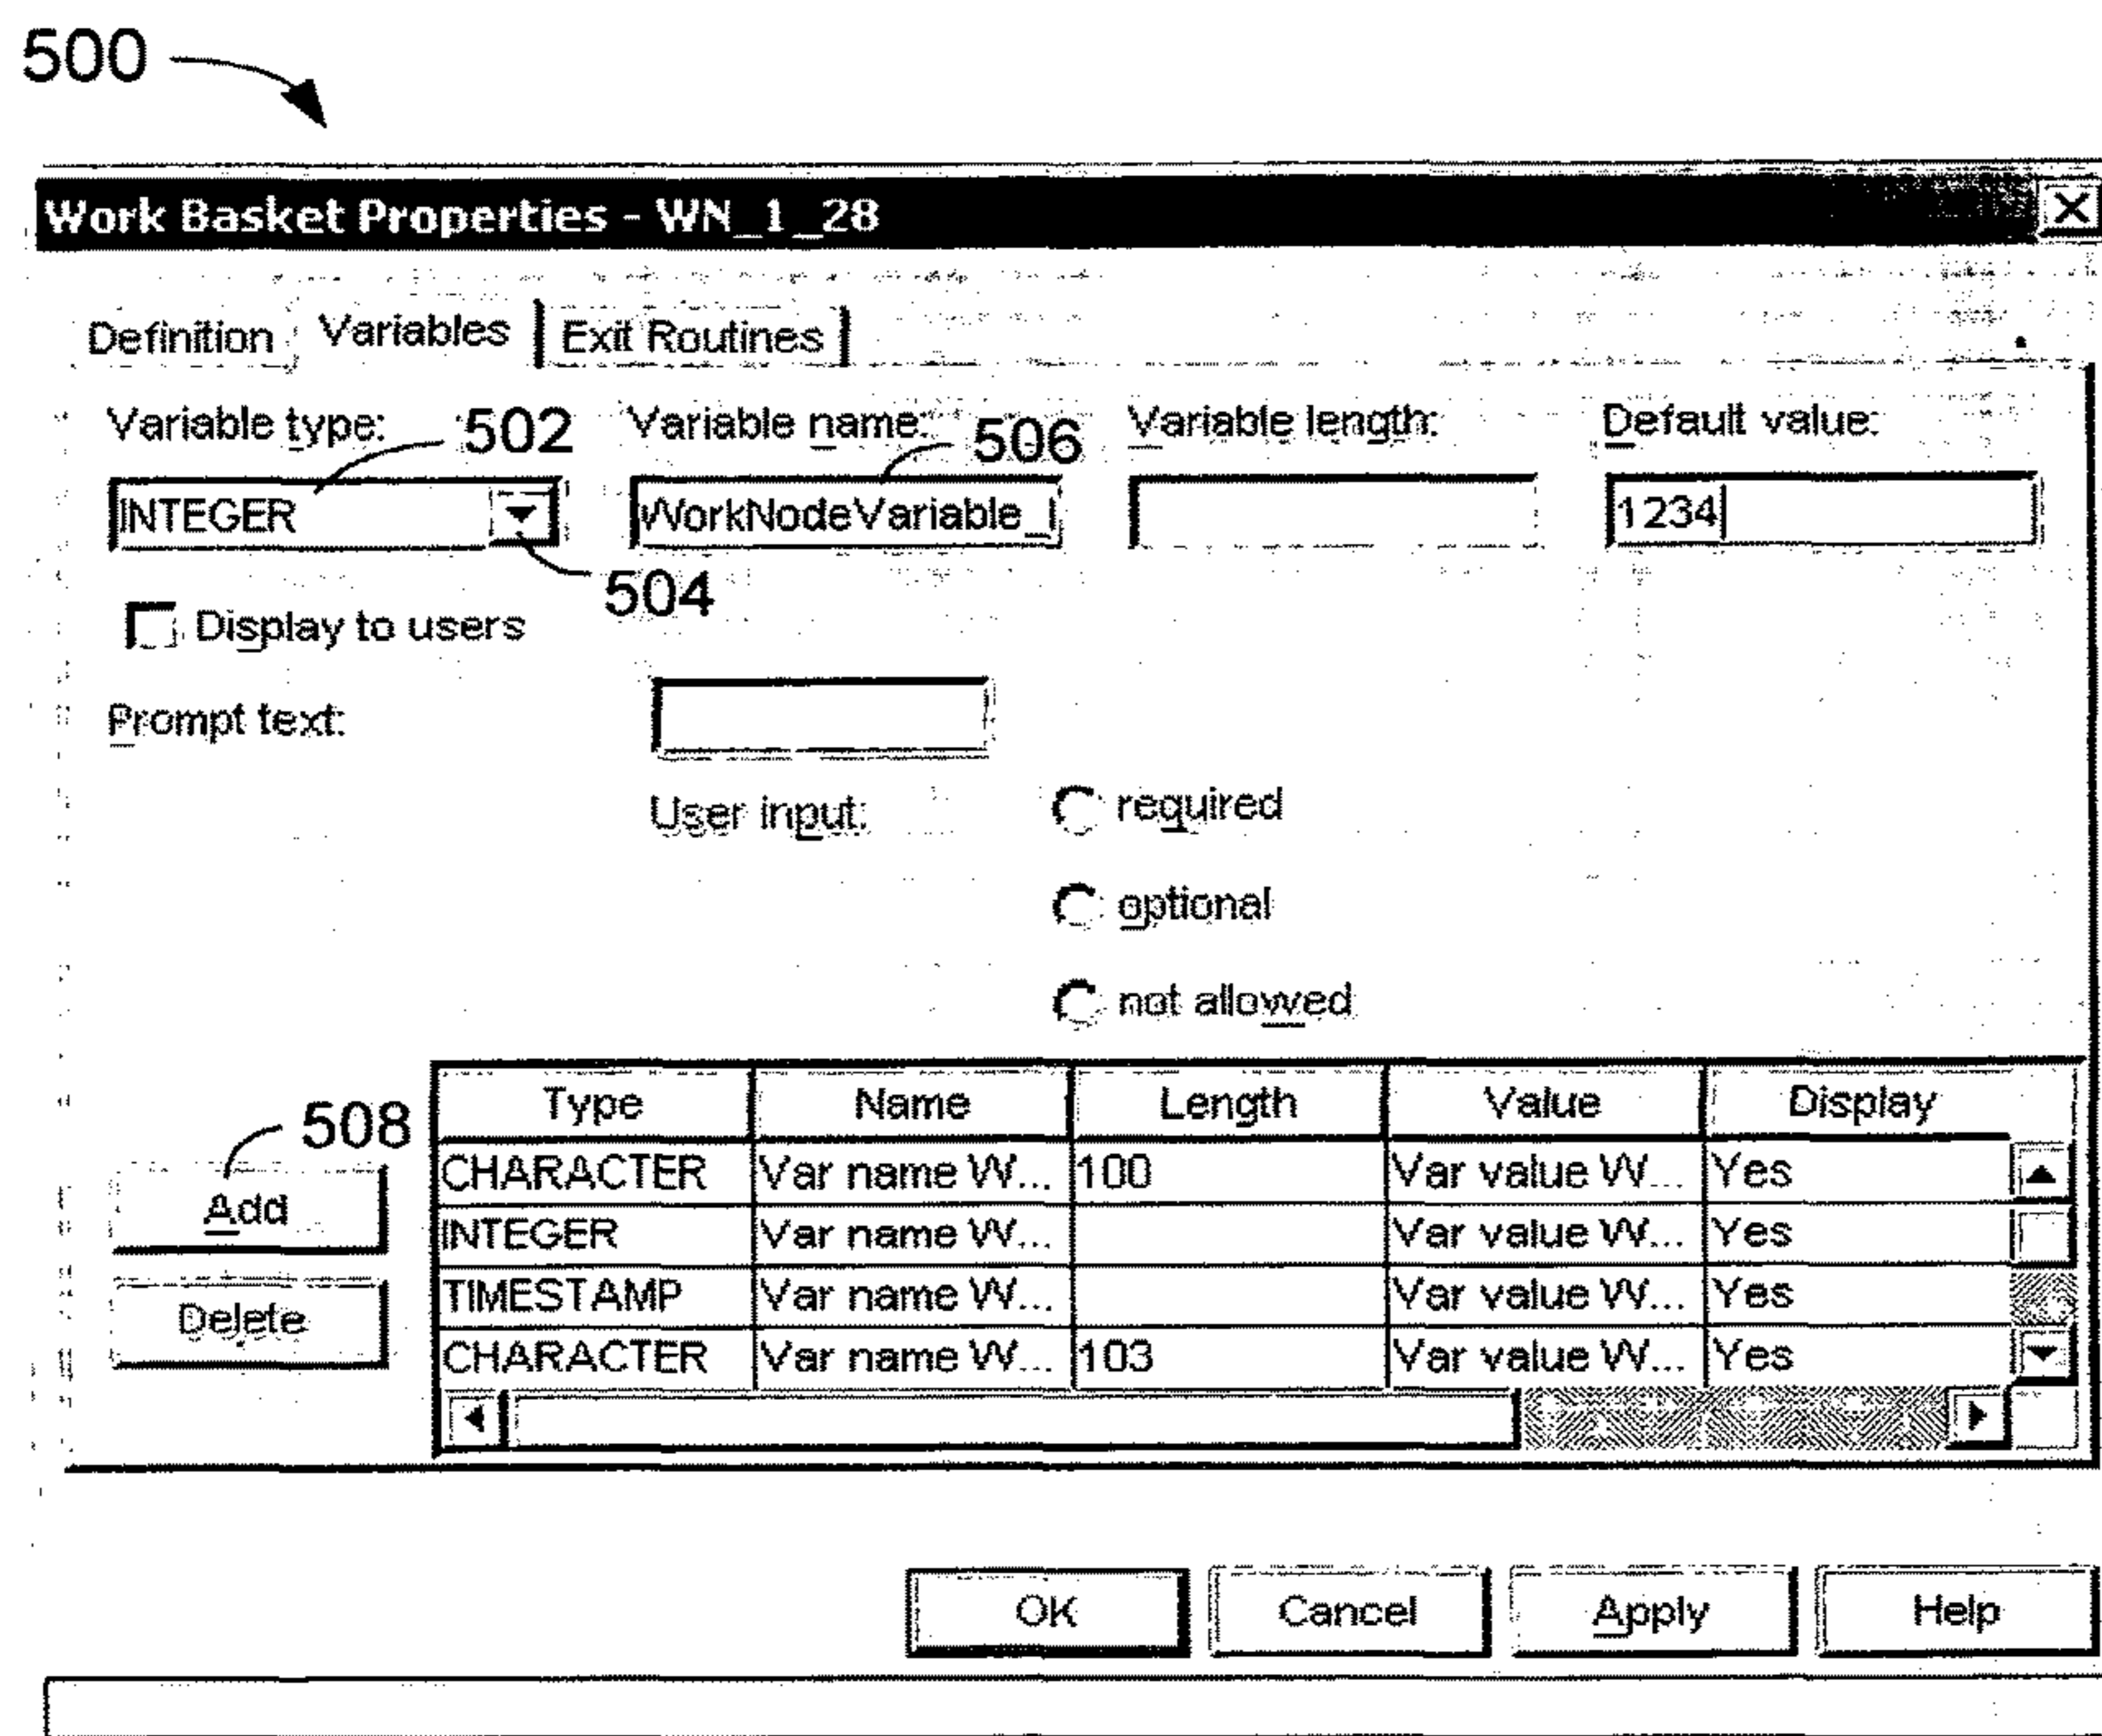 500
Work Basket Properties - WN_1_28
Definition Variables Exit Routines
Variable type: 502 Variable name: 506 Variable length: Default value:
INTEGER WorkNodeVariable_ 1234
504
Display to users
Prompt text:
User input: required
optional
not allowed
Type Name Length Value Display
508
CHARACTER Var name W... 100 Var value W... Yes
Add
INTEGER Var name W... Var value W... Yes
TIMESTAMP Var name W... Var value W... Yes
Delete
CHARACTER Var name W... 103 Var value W... Yes
OK Cancel Apply Help